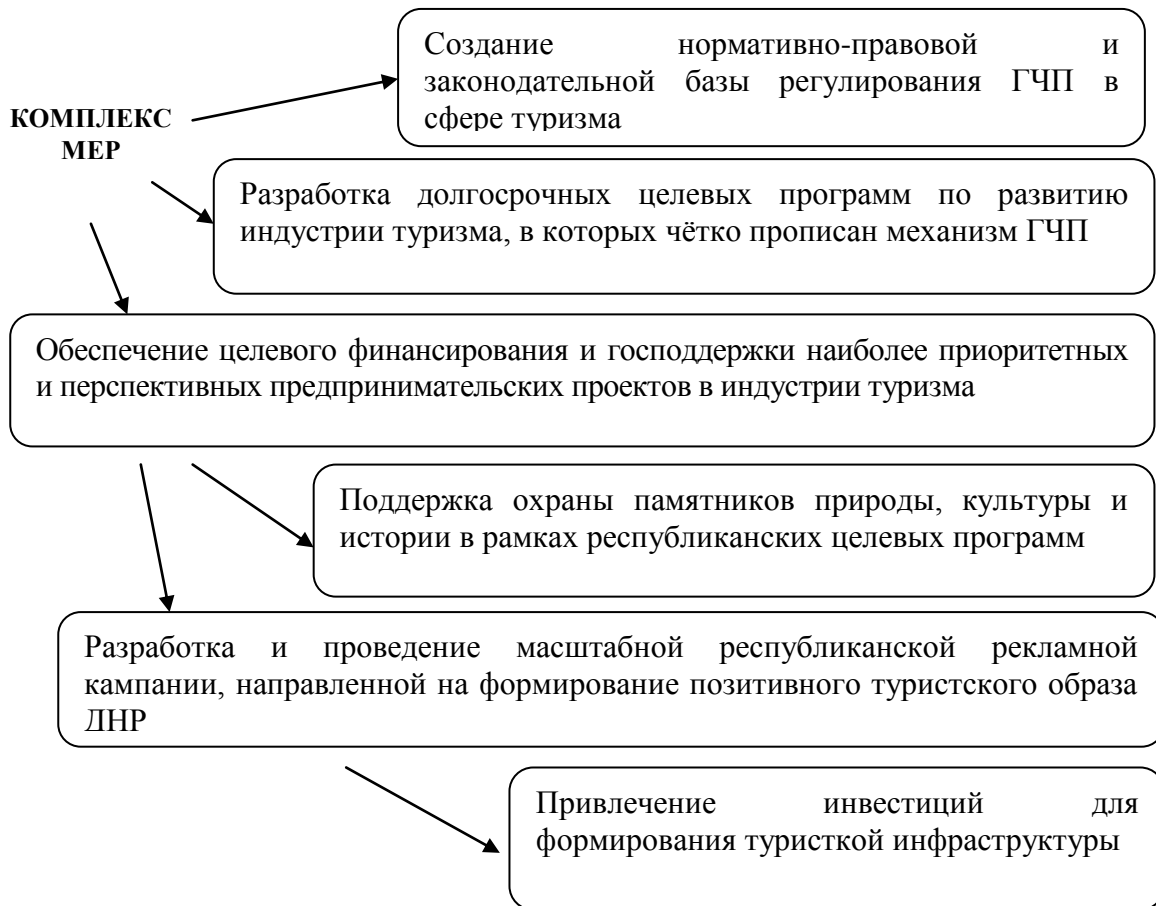 Создание нормативно-правовой и
законодательной базы регулирования ГЧП в
сфере туризма
КОМПЛЕКС
МЕР
Разработка долгосрочных целевых программ по развитию
индустрии туризма, в которых чётко прописан механизм ГЧП
Обеспечение целевого финансирования и господдержки наиболее приоритетных
и перспективных предпринимательских проектов в индустрии туризма
Поддержка охраны памятников природы, культуры и
истории в рамках республиканских целевых программ
Разработка и проведение масштабной республиканской рекламной
кампании, направленной на формирование позитивного туристского образа
ДНР
Привлечение инвестиций для
формирования туристкой инфраструктуры